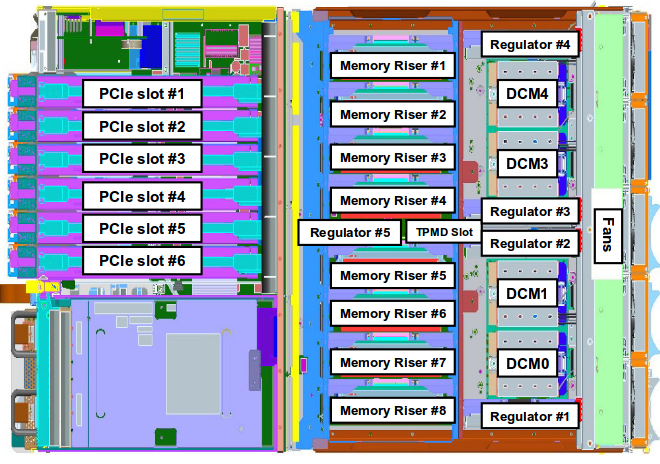 PCIe slot #1
PCIe slot #2
PCIe slot #3
PCIe slot #4
PCIe slot #5
PCIe slot #6
Memory Riser #1
Memory Riser #2
Memory Riser #3
Memory Riser #4
Regulator #5
TPMD Slot
Memory Riser #5
Memory Riser #6
Memory Riser #7
Memory Riser #8
Regulator #4
DCM4
DCM3
Regulator #3
Regulator #2
DCM1
DCM0
Regulator #1
Fans